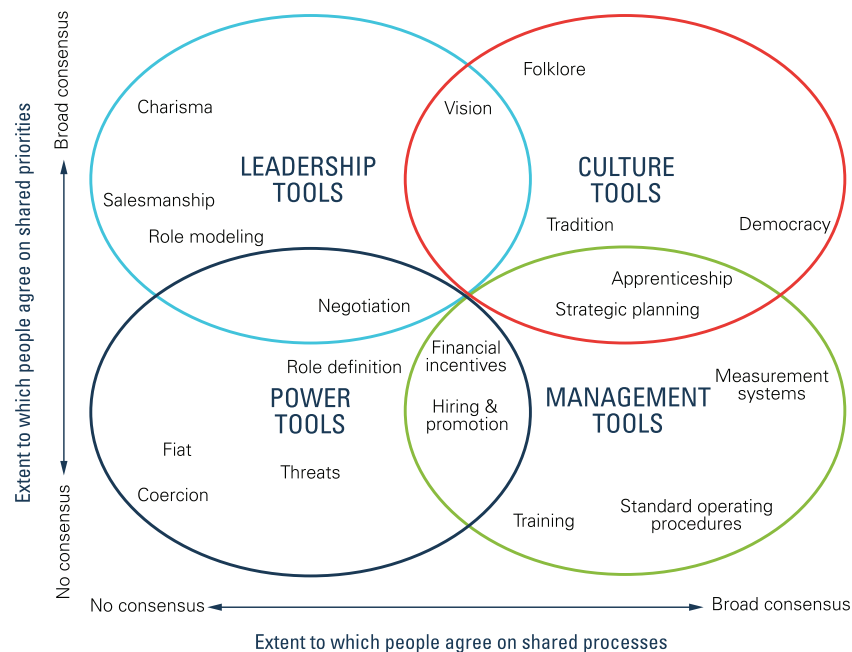 Broad consensus
Extent to which people agree on shared priorities
No consensus
Folklore
Charisma
Vision
LEADERSHIP
TOOLS
CULTURE
TOOLS
Salesmanship
Role modeling
Tradition
Democracy
Apprenticeship
Negotiation
Strategic planning
Role definition
Financial
incentives
Measurement
systems
POWER
TOOLS
Hiring &
promotion
MANAGEMENT
TOOLS
Fiat
Threats
Coercion
Training
Standard operating
procedures
No consensus
Broad consensus
Extent to which people agree on shared processes